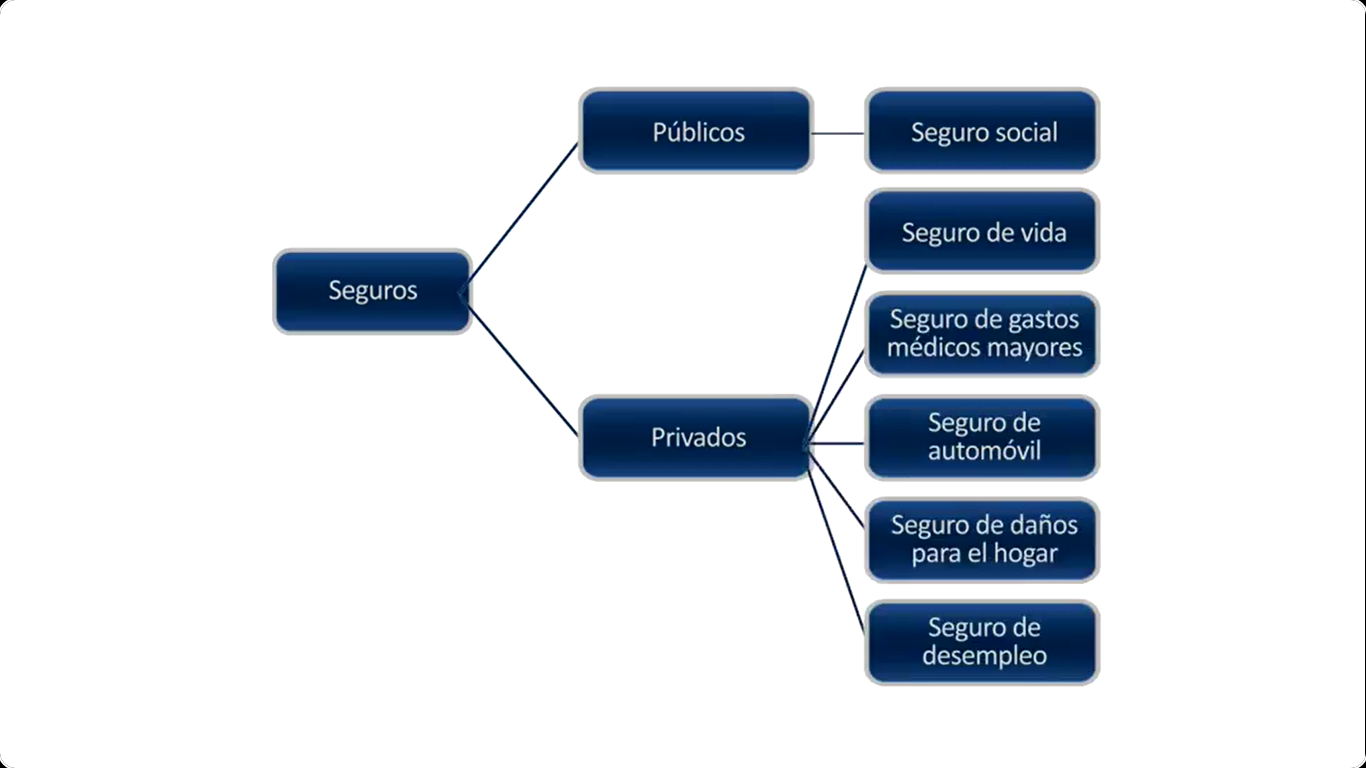 Seguros
Públicos
Seguro social
Privados
Seguro de vida
Seguro de gastos
médicos mayores
Seguro de
automóvil
Seguro de daños
para el hogar
Seguro de
desempleo